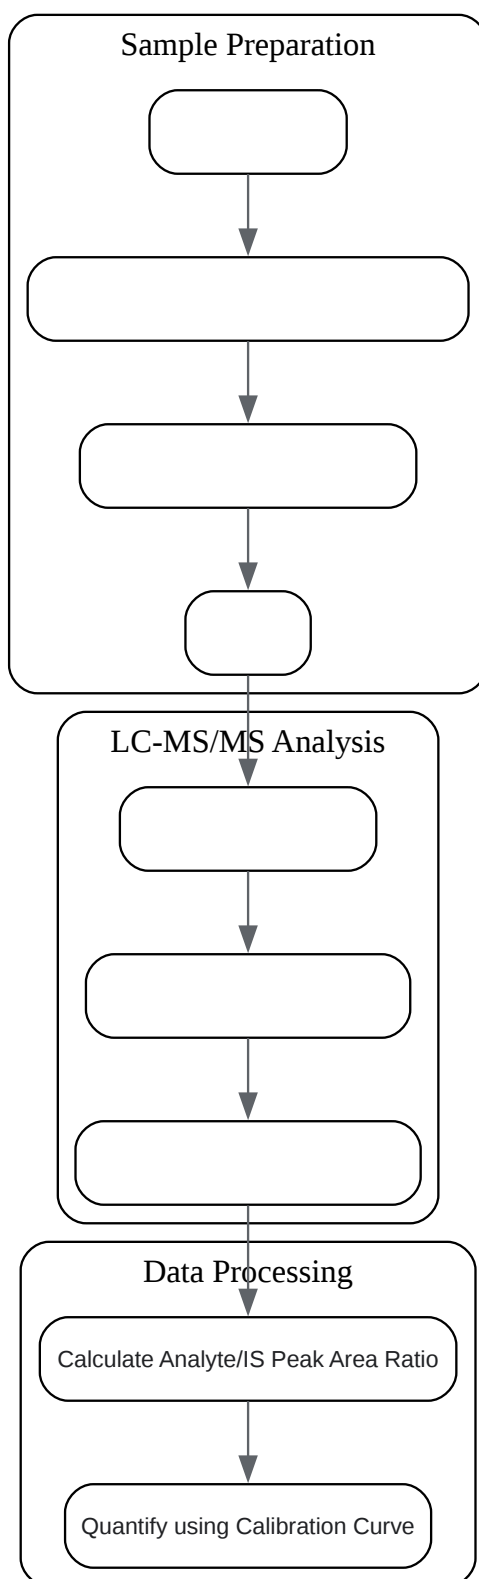 Sample Preparation
LC-MS/MS Analysis
Data Processing
Calculate Analyte/IS Peak Area Ratio
Quantify using Calibration Curve